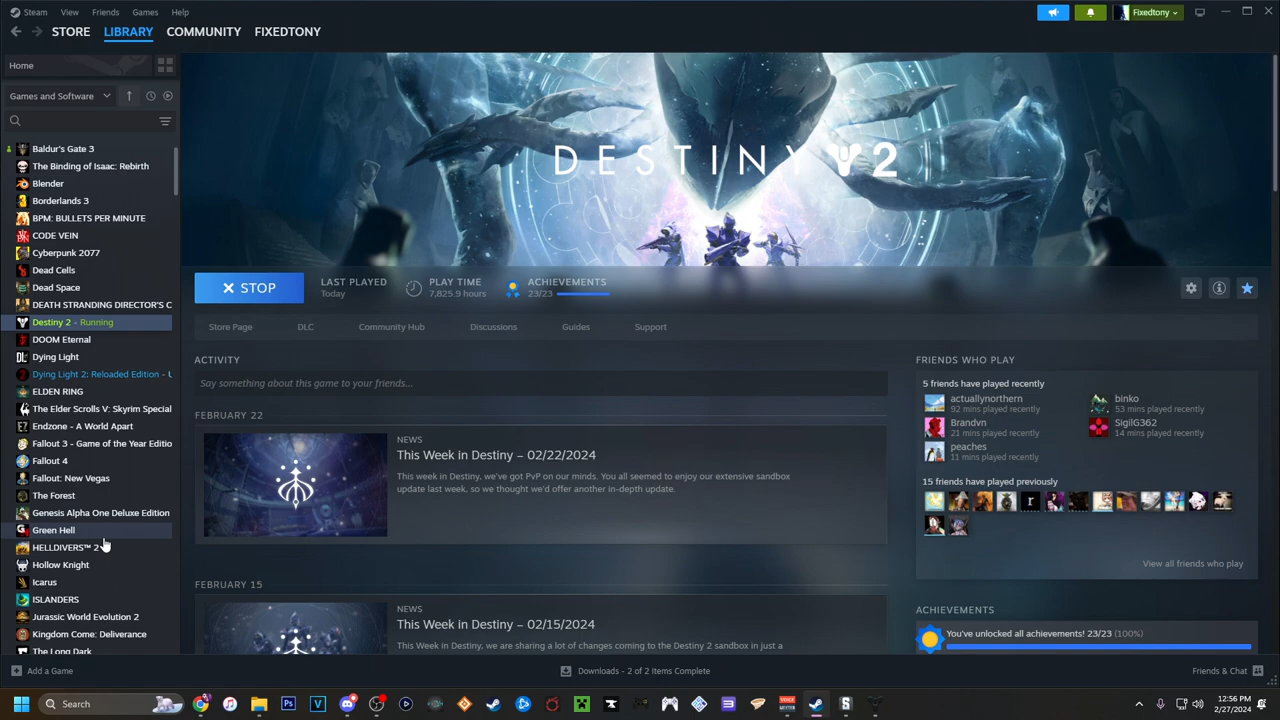 Steam View Friends Games Help
Fixedtony
STORE LIBRARY COMMUNITY FIXEDTONY
Home
Games and Software
Baldur's Gate 3
The Binding of Isaac: Rebirth
Blender
Borderlands 3
BPM: BULLETS PER MINUTE
CODE VEIN
Cyberpunk 2077
Dead Cells
Dead Space
DEATH STRANDING DIRECTOR'S C
Destiny 2 - Running
DOOM Eternal
Dying Light
Dying Light 2: Reloaded Edition - U
ELDEN RING
The Elder Scrolls V: Skyrim Special
Endzone - A World Apart
Fallout 3 - Game of the Year Editio
Fallout 4
Fallout: New Vegas
The Forest
Genesis Alpha One Deluxe Edition
Green Hell
HELLDIVERS™ 2
Hollow Knight
Icarus
ISLANDERS
Jurassic World Evolution 2
Kingdom Come: Deliverance
The Long Dark
DESTINY 2
STOP
LAST PLAYED
Today
PLAY TIME
7,825.9 hours
ACHIEVEMENTS
23/23
Store Page DLC Community Hub Discussions Guides Support
ACTIVITY
Say something about this game to your friends...
FEBRUARY 22
NEWS
This Week in Destiny – 02/22/2024
This week in Destiny, we've got PvP on our minds. You all seemed to enjoy our extensive sandbox
update last week, so we thought we'd offer another in-depth update.
FEBRUARY 15
NEWS
This Week in Destiny – 02/15/2024
This Week in Destiny, we are sharing a lot of changes coming to the Destiny 2 sandbox in just a
FRIENDS WHO PLAY
5 friends have played recently
actuallynorthern
92 mins played recently
binko
53 mins played recently
Brandvn
21 mins played recently
SigilG362
14 mins played recently
peaches
11 mins played recently
15 friends have played previously
View all friends who play
ACHIEVEMENTS
You've unlocked all achievements! 23/23 (100%)
Add a Game
Downloads - 2 of 2 Items Complete
Friends & Chat
Search
12:56 PM
2/27/2024